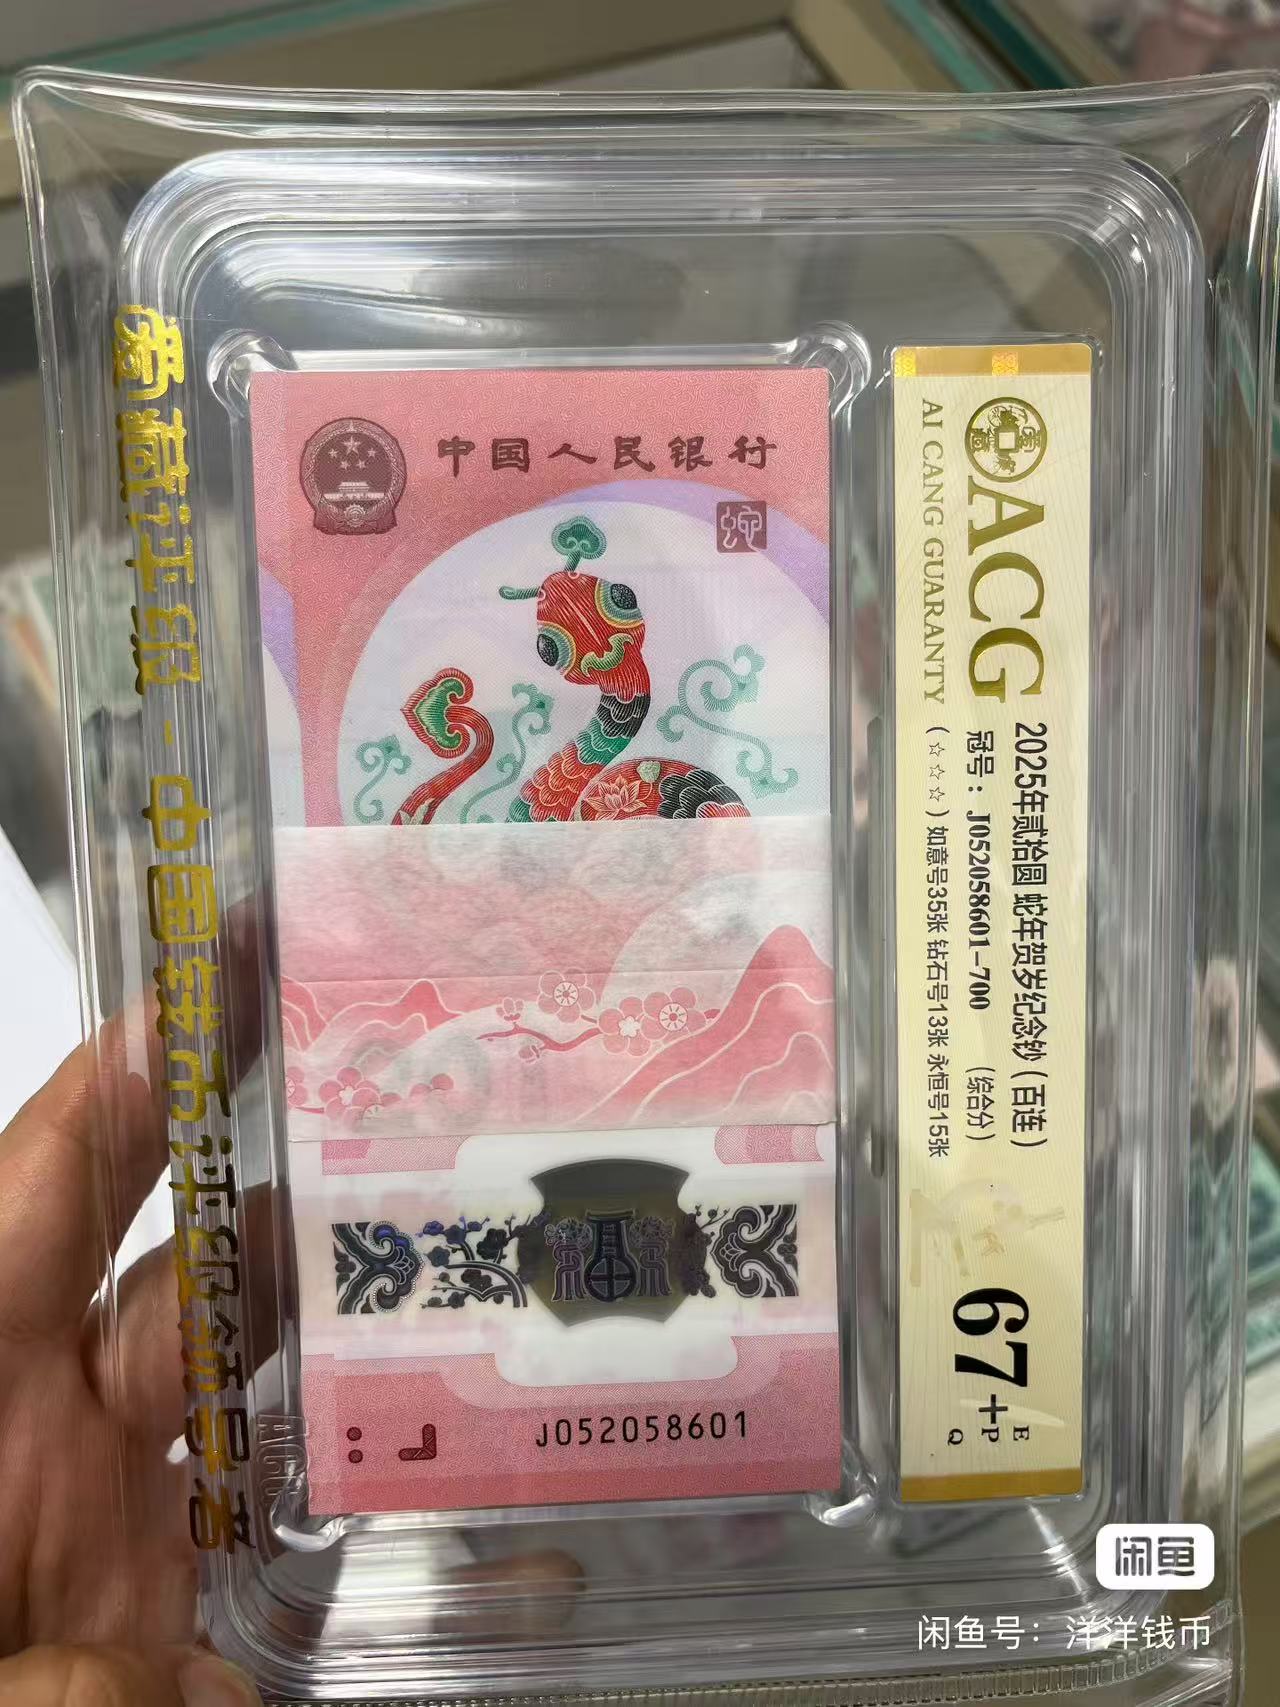 爱藏评级-中国钱币评级领导者
中国人民银行
蛇
J052058601
ACG
AI CANG GUARANTY
2025年贰拾圆 蛇年贺岁纪念钞(百连)
冠号:J052058601-700 (综合分)
(☆☆☆)如意号35张 钻石号13张 永恒号15张
67+
E
P
Q
ACG
闲鱼
闲鱼号:洋洋钱币